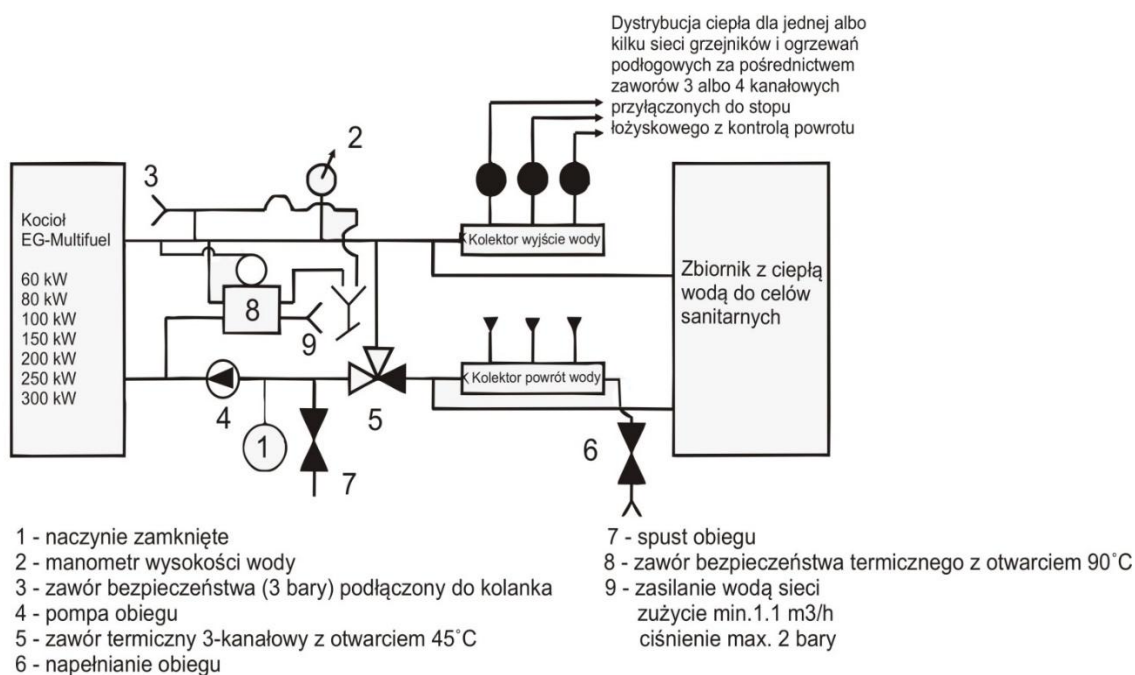 Dystrybucja ciepła dla jednej albo
kilku sieci grzejników i ogrzewań
podłogowych za pośrednictwem
zaworów 3 albo 4 kanałowych
przyłączonych do stopu
łożyskowego z kontrolą powrotu
2
3
Kocioł
EG-Multifuel
60 kW
80 kW
100 kW
150 kW
200 kW
250 kW
300 kW
Kolektor wyjście wody
Zbiornik z ciepłą
wodą do celów
sanitarnych
8
9
Kolektor powrót wody
4
5
1
6
7
1 - naczynie zamknięte
2 - manometr wysokości wody
3 - zawór bezpieczeństwa (3 bary) podłączony do kolanka
4 - pompa obiegu
5 - zawór termiczny 3-kanałowy z otwarciem 45˚C
6 - napełnianie obiegu
7 - spust obiegu
8 - zawór bezpieczeństwa termicznego z otwarciem 90˚C
9 - zasilanie wodą sieci
zużycie min.1.1 m3/h
ciśnienie max. 2 bary